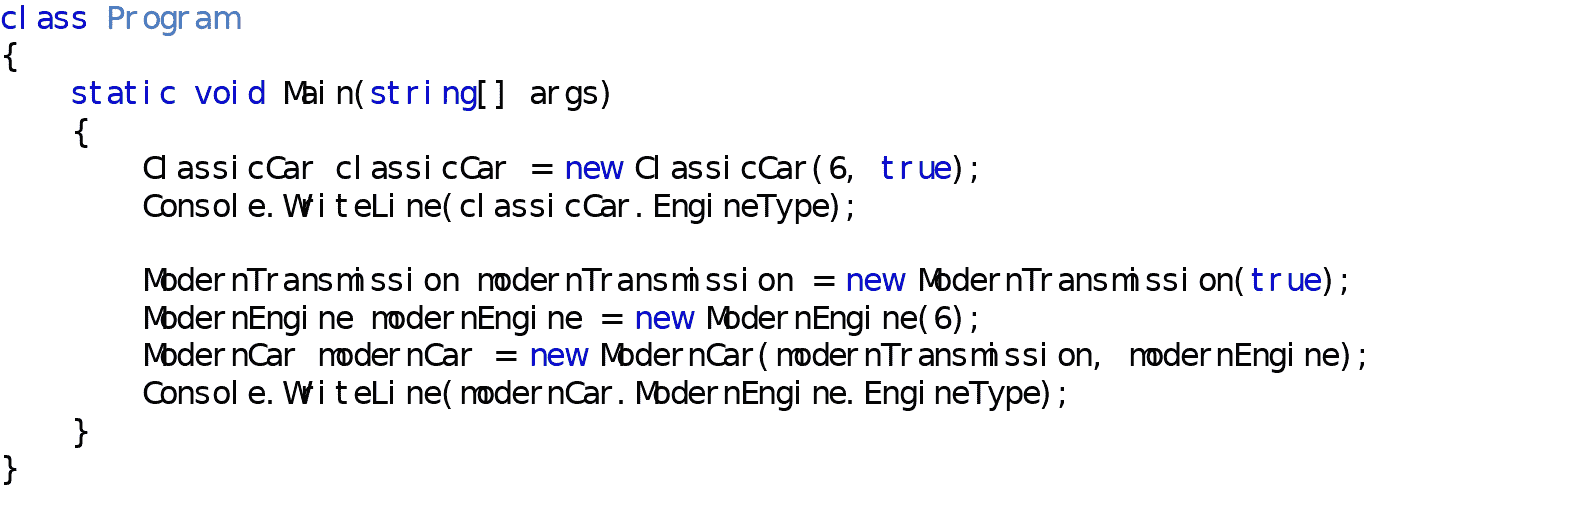 class Program
{
    static void Main(string[] args)
    {
        ClassicCar classicCar = new ClassicCar(6, true);
        Console.WriteLine(classicCar.EngineType);

        ModernTransmission modernTransmission = new ModernTransmission(true);
        ModernEngine modernEngine = new ModernEngine(6);
        ModernCar modernCar = new ModernCar(modernTransmission, modernEngine);
        Console.WriteLine(modernCar.ModernEngine.EngineType);
    }
}